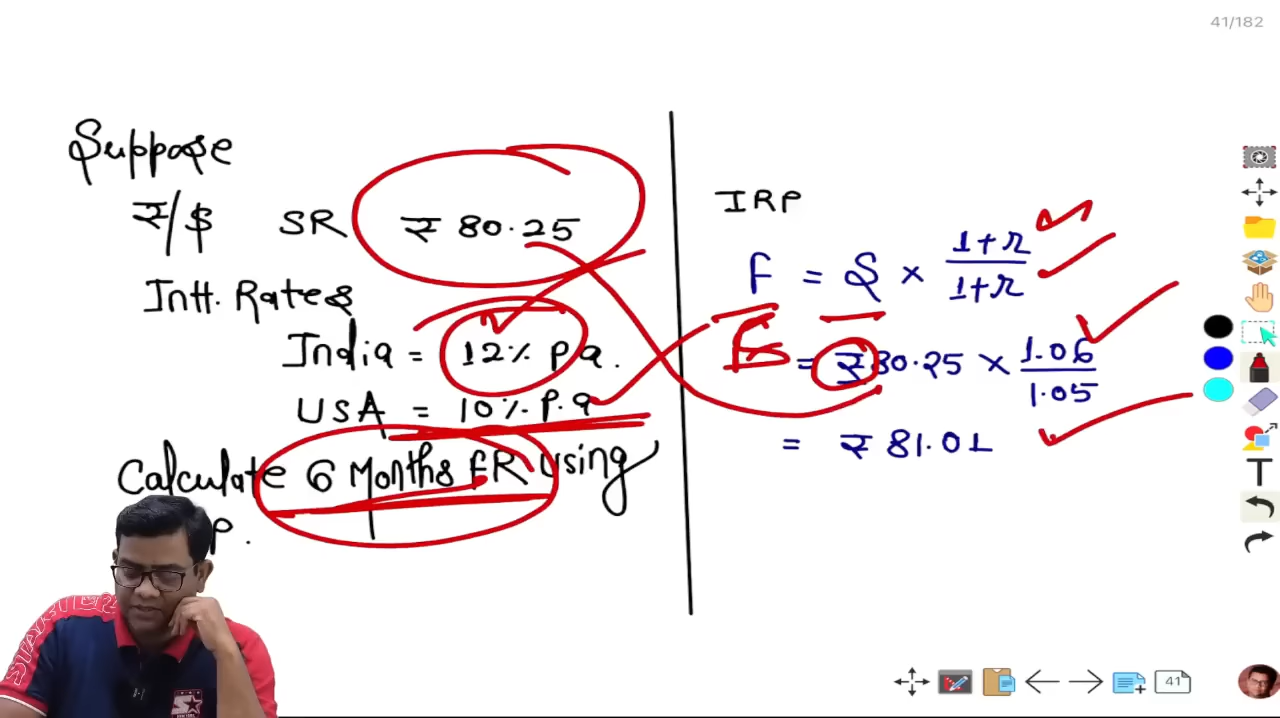 41/182
Suppose
₹/$ SR ₹ 80.25
Intt. Rates
India = 12% p a.
USA = 10% P. a
Calculate 6 Months FR using
P.
IRP
F = S × 1+r / 1+r
= ₹ 80.25 × 1.06 / 1.05
= ₹ 81.01
T
41